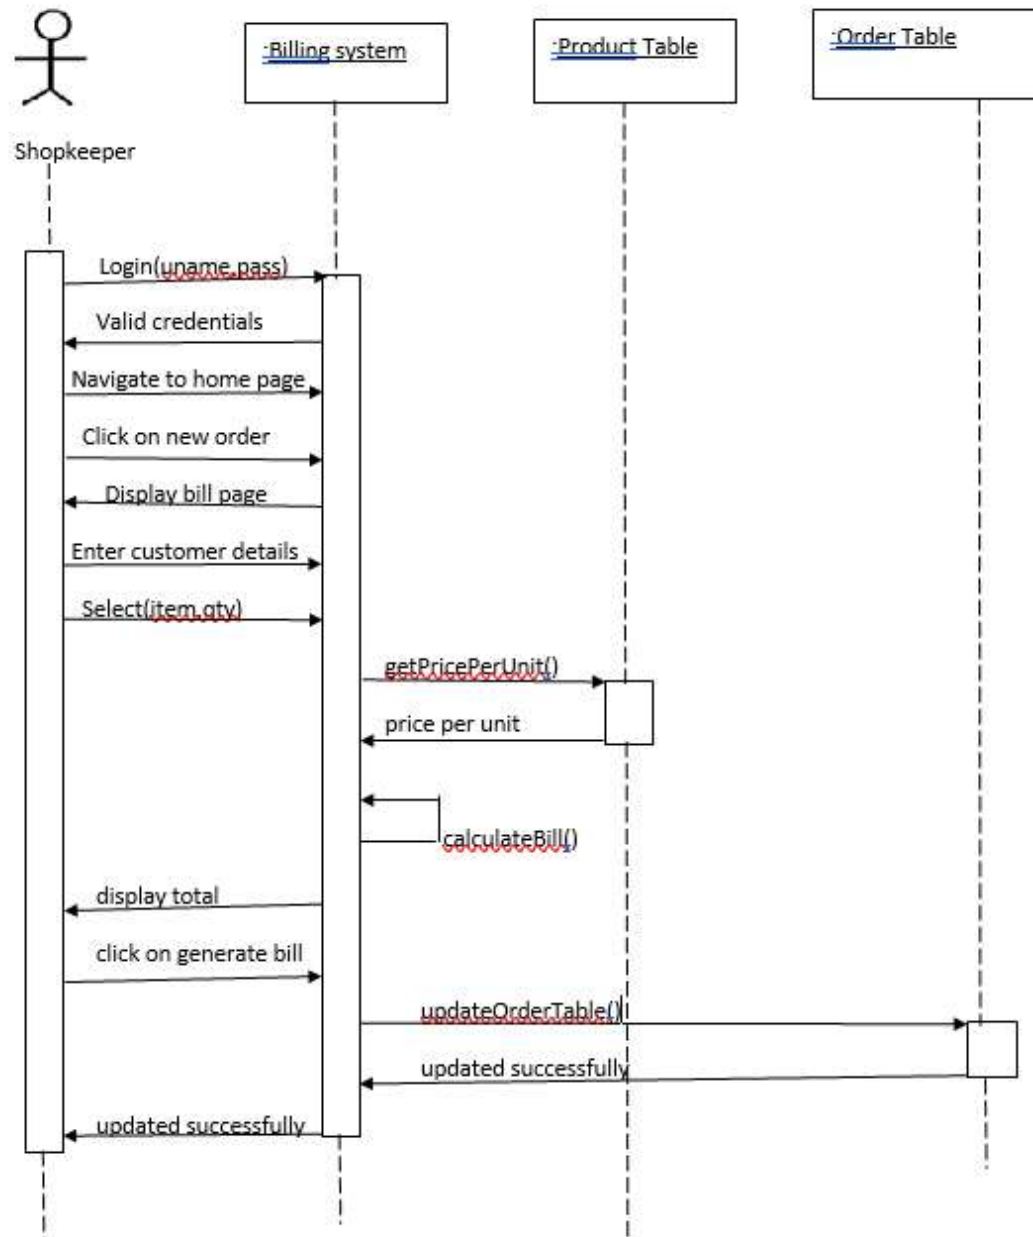 :Billing system
:Product Table
:Order Table
Shopkeeper
Login(uname,pass)
Valid credentials
Navigate to home page
Click on new order
Display bill page
Enter customer details
Select(item,qty)
getPricePerUnit()
price per unit
calculateBill()
display total
click on generate bill
updateOrderTable()
updated successfully
updated successfully